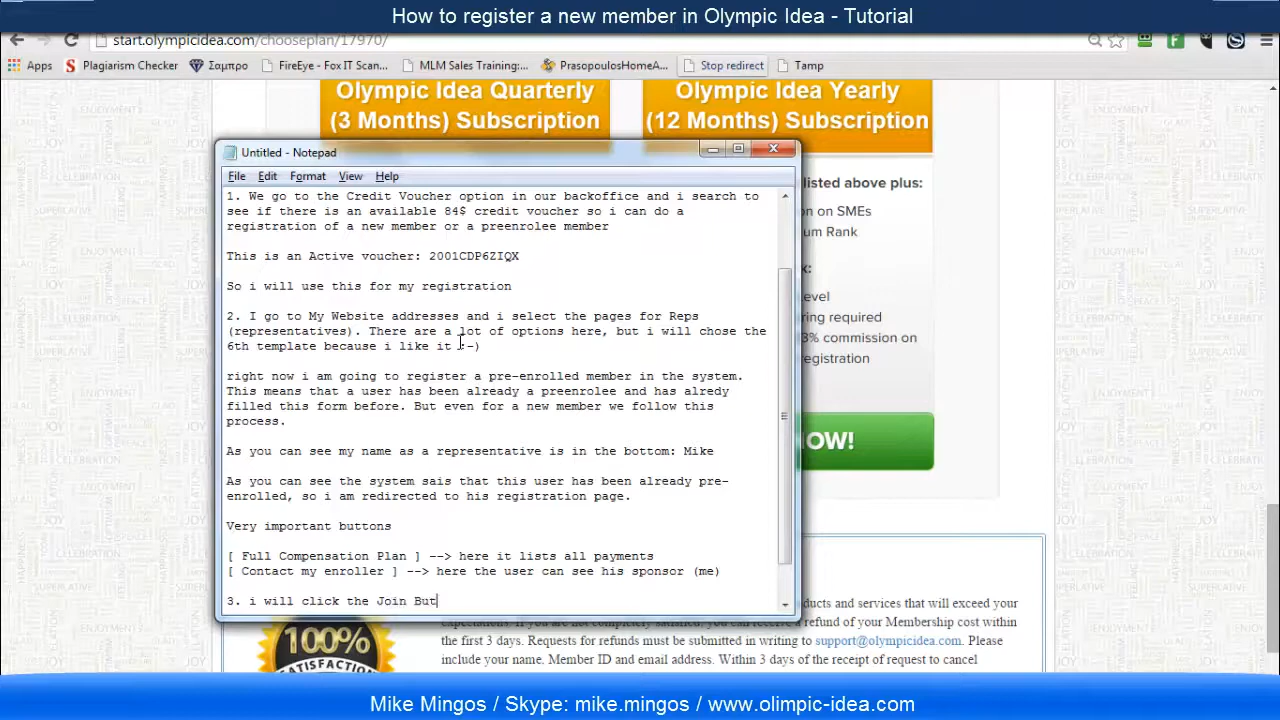 How to register a new member in Olympic Idea - Tutorial
start.olympicidea.com/chooseplan/17970/
Apps
Plagiarism Checker
Σαμπρο
FireEye - Fox IT Scan...
MLM Sales Training:...
PrasopoulosHomeA...
Stop redirect
Tamp
Olympic Idea Quarterly
(3 Months) Subscription
Olympic Idea Yearly
(12 Months) Subscription
Untitled - Notepad
File Edit Format View Help
1. We go to the Credit Voucher option in our backoffice and i search to
see if there is an available 84$ credit voucher so i can do a
registration of a new member or a preenrolee member
This is an Active voucher: 2001CDP6ZIQX
So i will use this for my registration
2. I go to My Website addresses and i select the pages for Reps
(representatives). There are a lot of options here, but i will chose the
6th template because i like it :-)
right now i am going to register a pre-enrolled member in the system.
This means that a user has been already a preenrolee and has alredy
filled this form before. But even for a new member we follow this
process.
As you can see my name as a representative is in the bottom: Mike
As you can see the system sais that this user has been already pre-
enrolled, so i am redirected to his registration page.
Very important buttons
[ Full Compensation Plan ] --> here it lists all payments
[ Contact my enroller ] --> here the user can see his sponsor (me)
3. i will click the Join But
listed above plus:
on on SMEs
um Rank
k:
evel
ring required
3% commission on
registration
OW!
ducts and services that will exceed your
expectations. If you are not completely satisfied, you can receive a refund of your Membership cost within
the first 3 days. Requests for refunds must be submitted in writing to support@olympicidea.com. Please
include your name, Member ID and email address. Within 3 days of the receipt of request to cancel
100%
SATISFACTION
Mike Mingos / Skype: mike.mingos / www.olimpic-idea.com